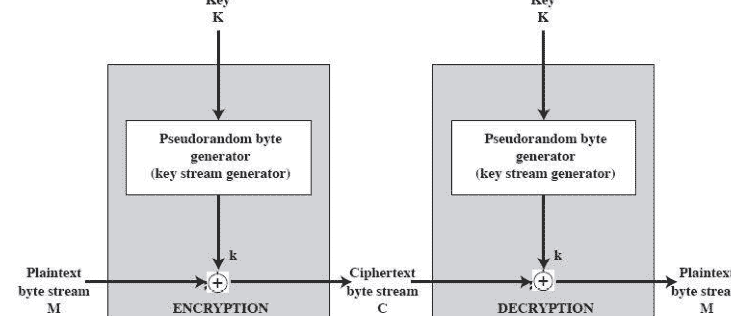 Key
K
Key
K
Pseudorandom byte
generator
(key stream generator)
Pseudorandom byte
generator
(key stream generator)
k
k
Plaintext
byte stream
M
ENCRYPTION
Ciphertext
byte stream
C
DECRYPTION
Plaintext
byte strea
M